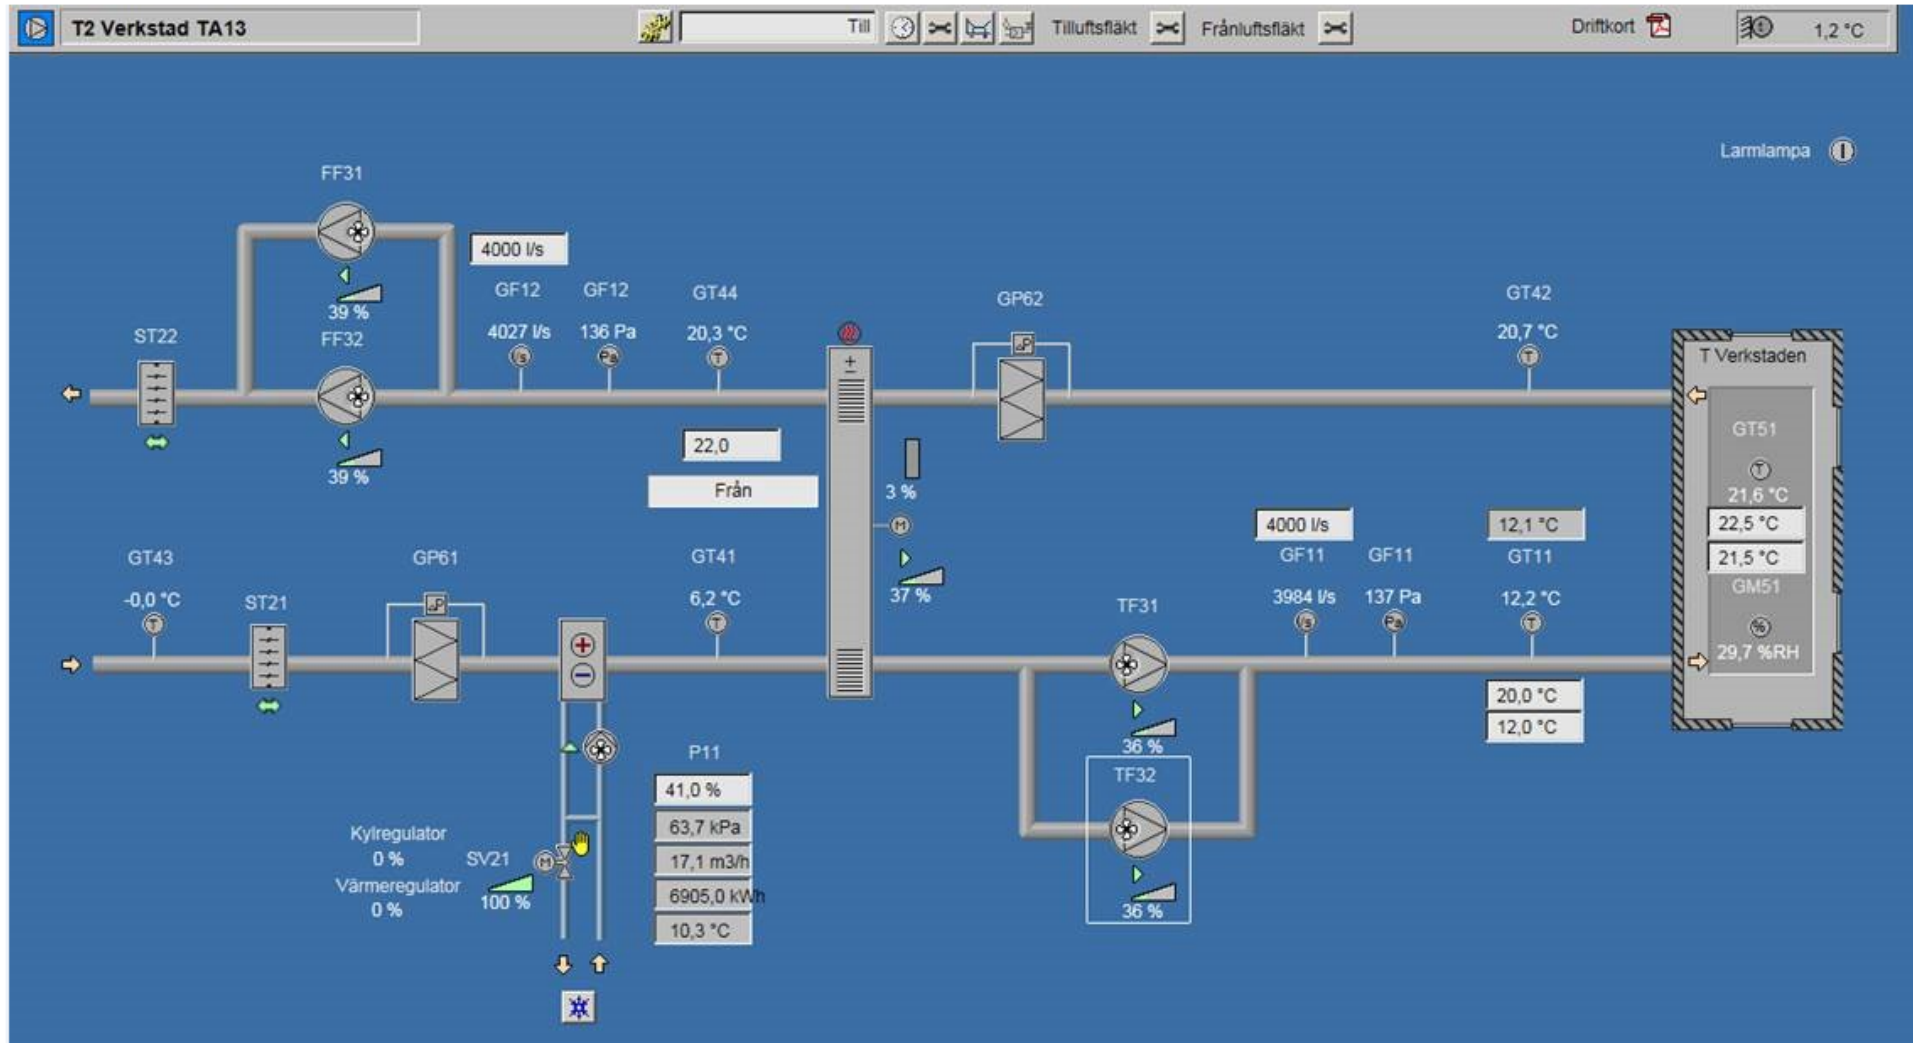 T2 Verkstad TA13
Till
Tilluftsfläkt
Frånluftsfläkt
Driftkort
1,2 °C
Larmlampa
FF31
39 %
4000 l/s
GF12
4027 l/s
GF12
136 Pa
GT44
20,3 °C
GP62
GT42
20,7 °C
ST22
FF32
39 %
T Verkstaden
GT51
21,6 °C
22,5 °C
21,5 °C
GM51
29,7 %RH
22,0
Från
3 %
M
37 %
4000 l/s
GF11
3984 l/s
GF11
137 Pa
12,1 °C
GT11
12,2 °C
20,0 °C
12,0 °C
GT43
-0,0 °C
ST21
GP61
GT41
6,2 °C
TF31
36 %
TF32
36 %
P11
41,0 %
63,7 kPa
17,1 m3/h
6905,0 kWh
10,3 °C
Kylregulator
0 %
Värmeregulator
0 %
SV21
M
100 %